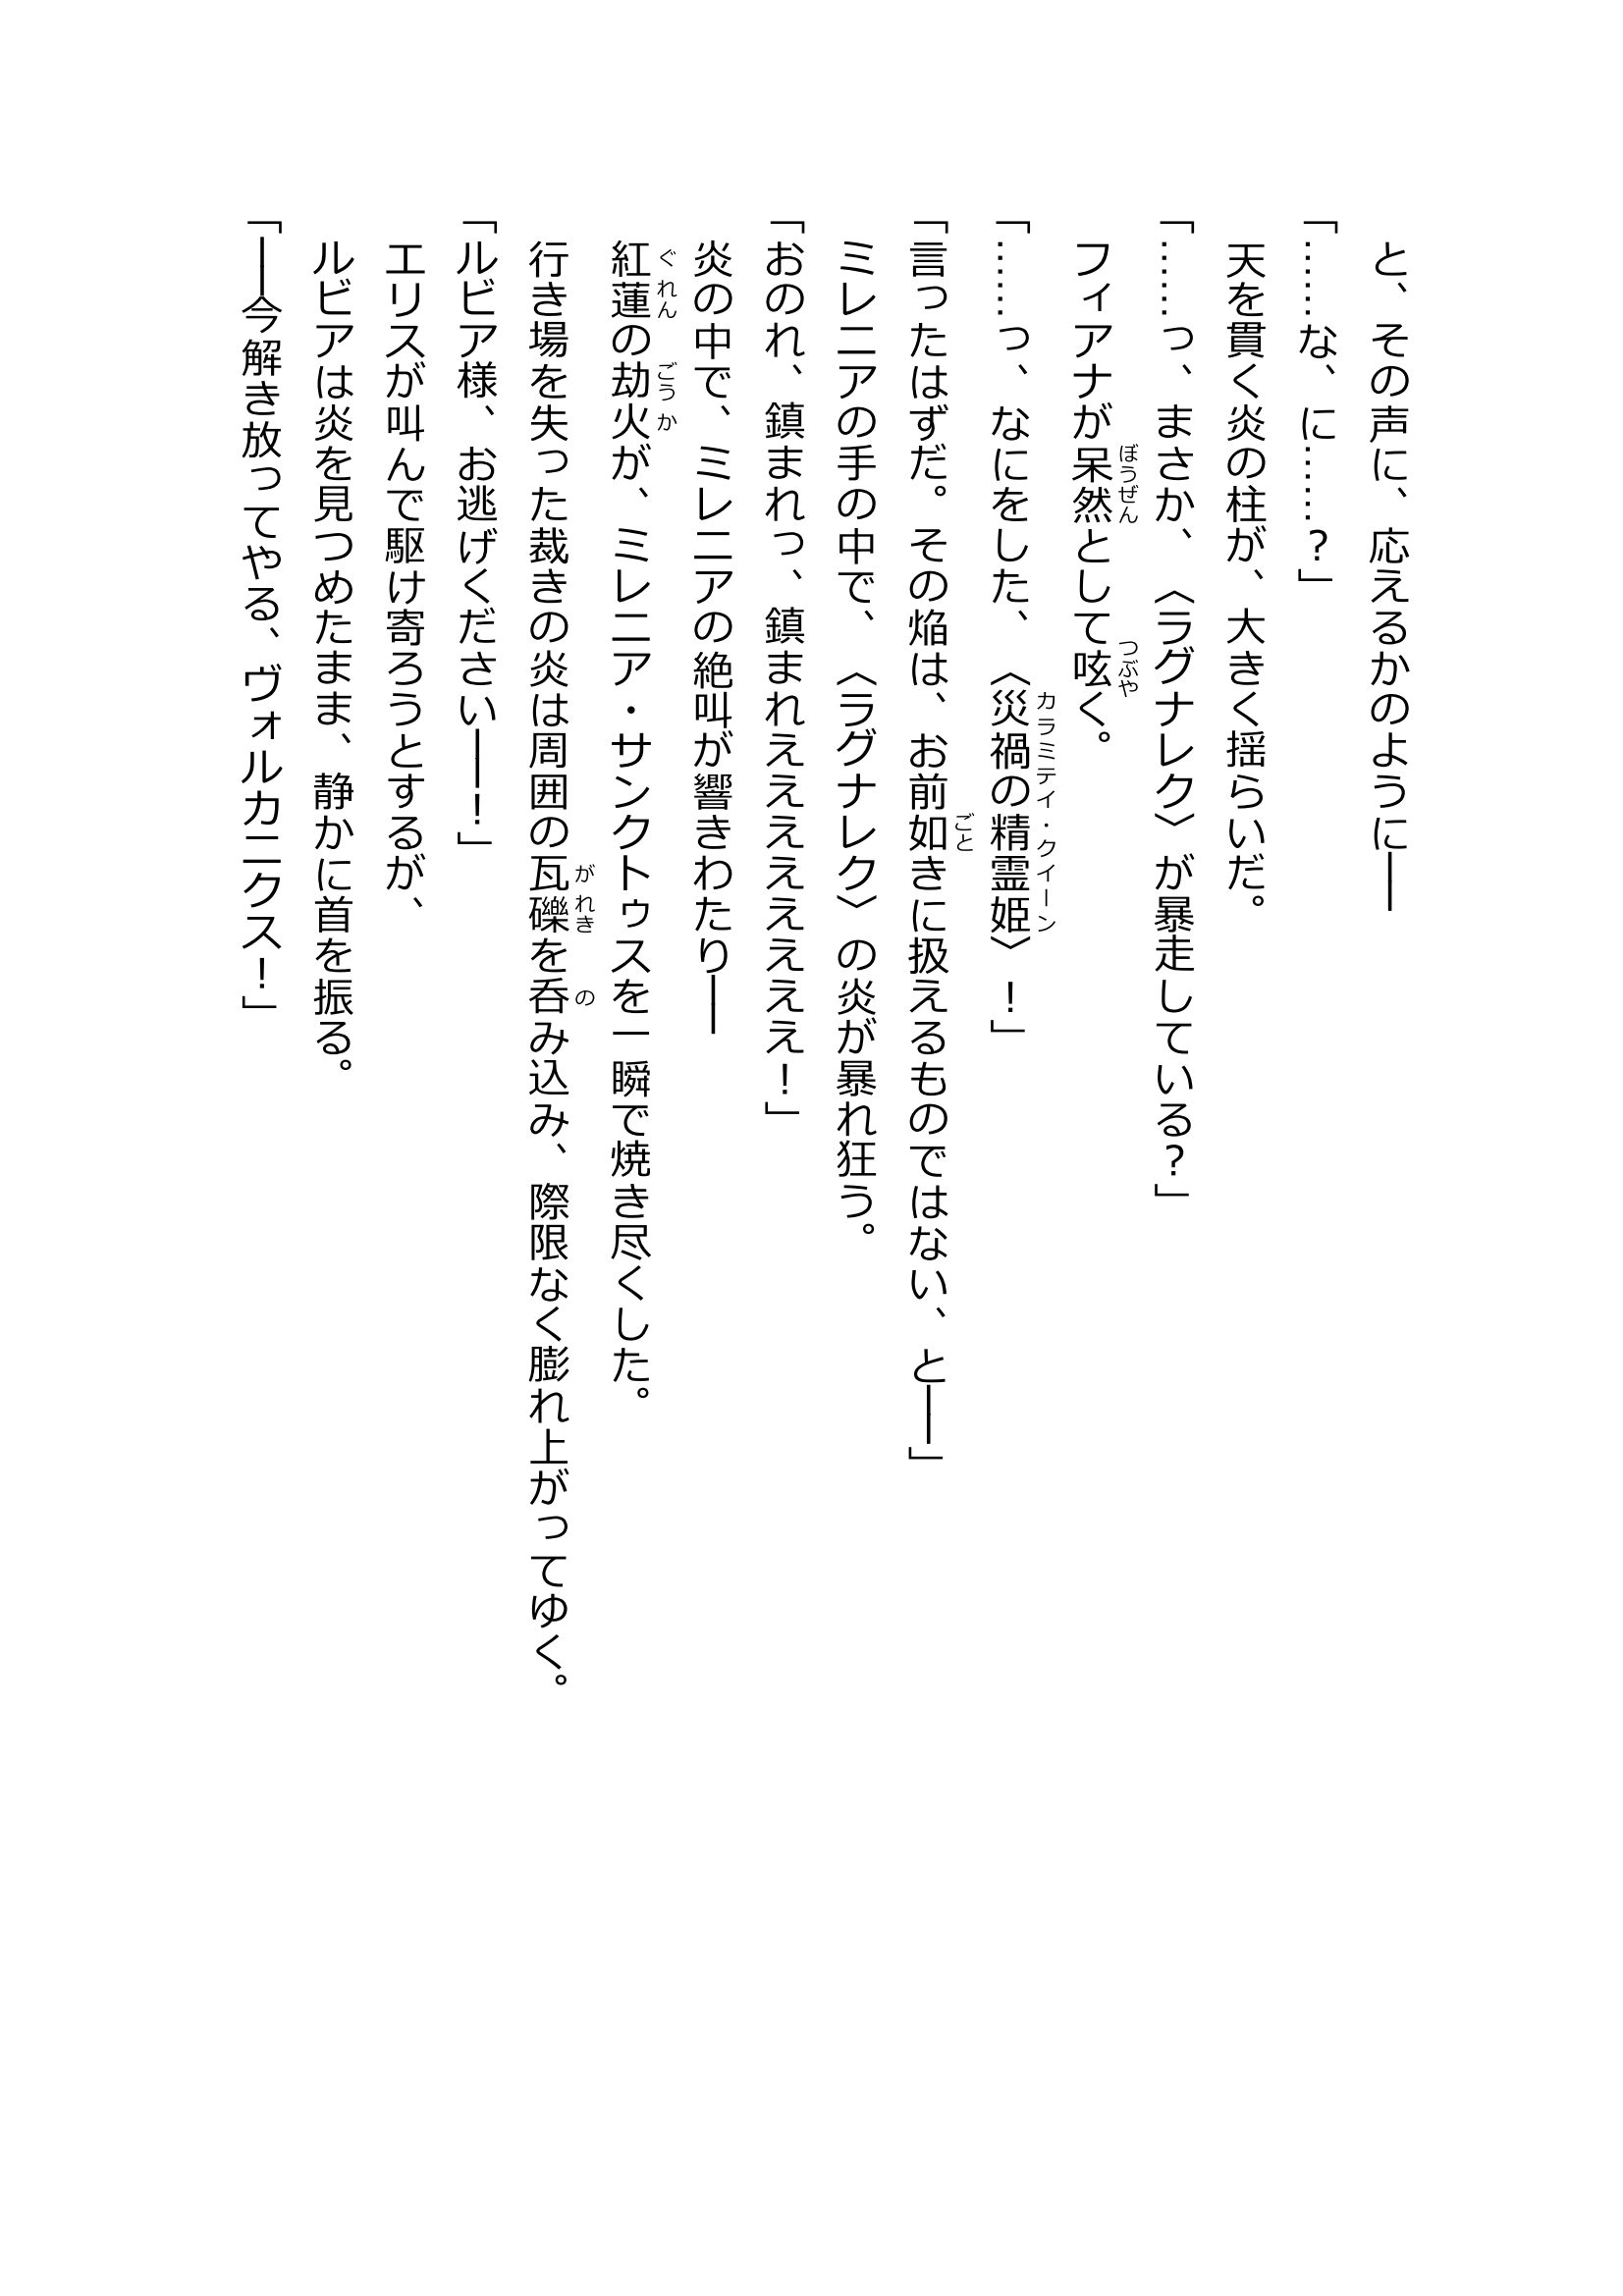 と、その声に、応えるかのように――
「……な、に………?」
天を貫く炎の柱が、大きく揺らいだ。
「……っ、まさか、〈ラグナレク〉が暴走している?」
フィアナが呆然として呟く。
ぼうぜん
つぶや
「……っ、なにをした、〈災禍の精霊姫〉!」
カラミティ・クイーン
「言ったはずだ。その焔は、お前如きに扱えるものではない、と――」
ごと
ミレニアの手の中で、〈ラグナレク〉の炎が暴れ狂う。
「おのれ、鎮まれっ、鎮まれええええええええ!」
炎の中で、ミレニアの絶叫が響きわたり――
紅蓮の劫火が、ミレニア・サンクトゥスを一瞬で焼き尽くした。
ぐれん
ごうか
行き場を失った裁きの炎は周囲の瓦礫を呑み込み、際限なく膨れ上がってゆく。
がれき
の
「ルビア様、お逃げください――!」
エリスが叫んで駆け寄ろうとするが、
ルビアは炎を見つめたまま、静かに首を振る。
「――今解き放ってやる、ヴォルカニクス!」